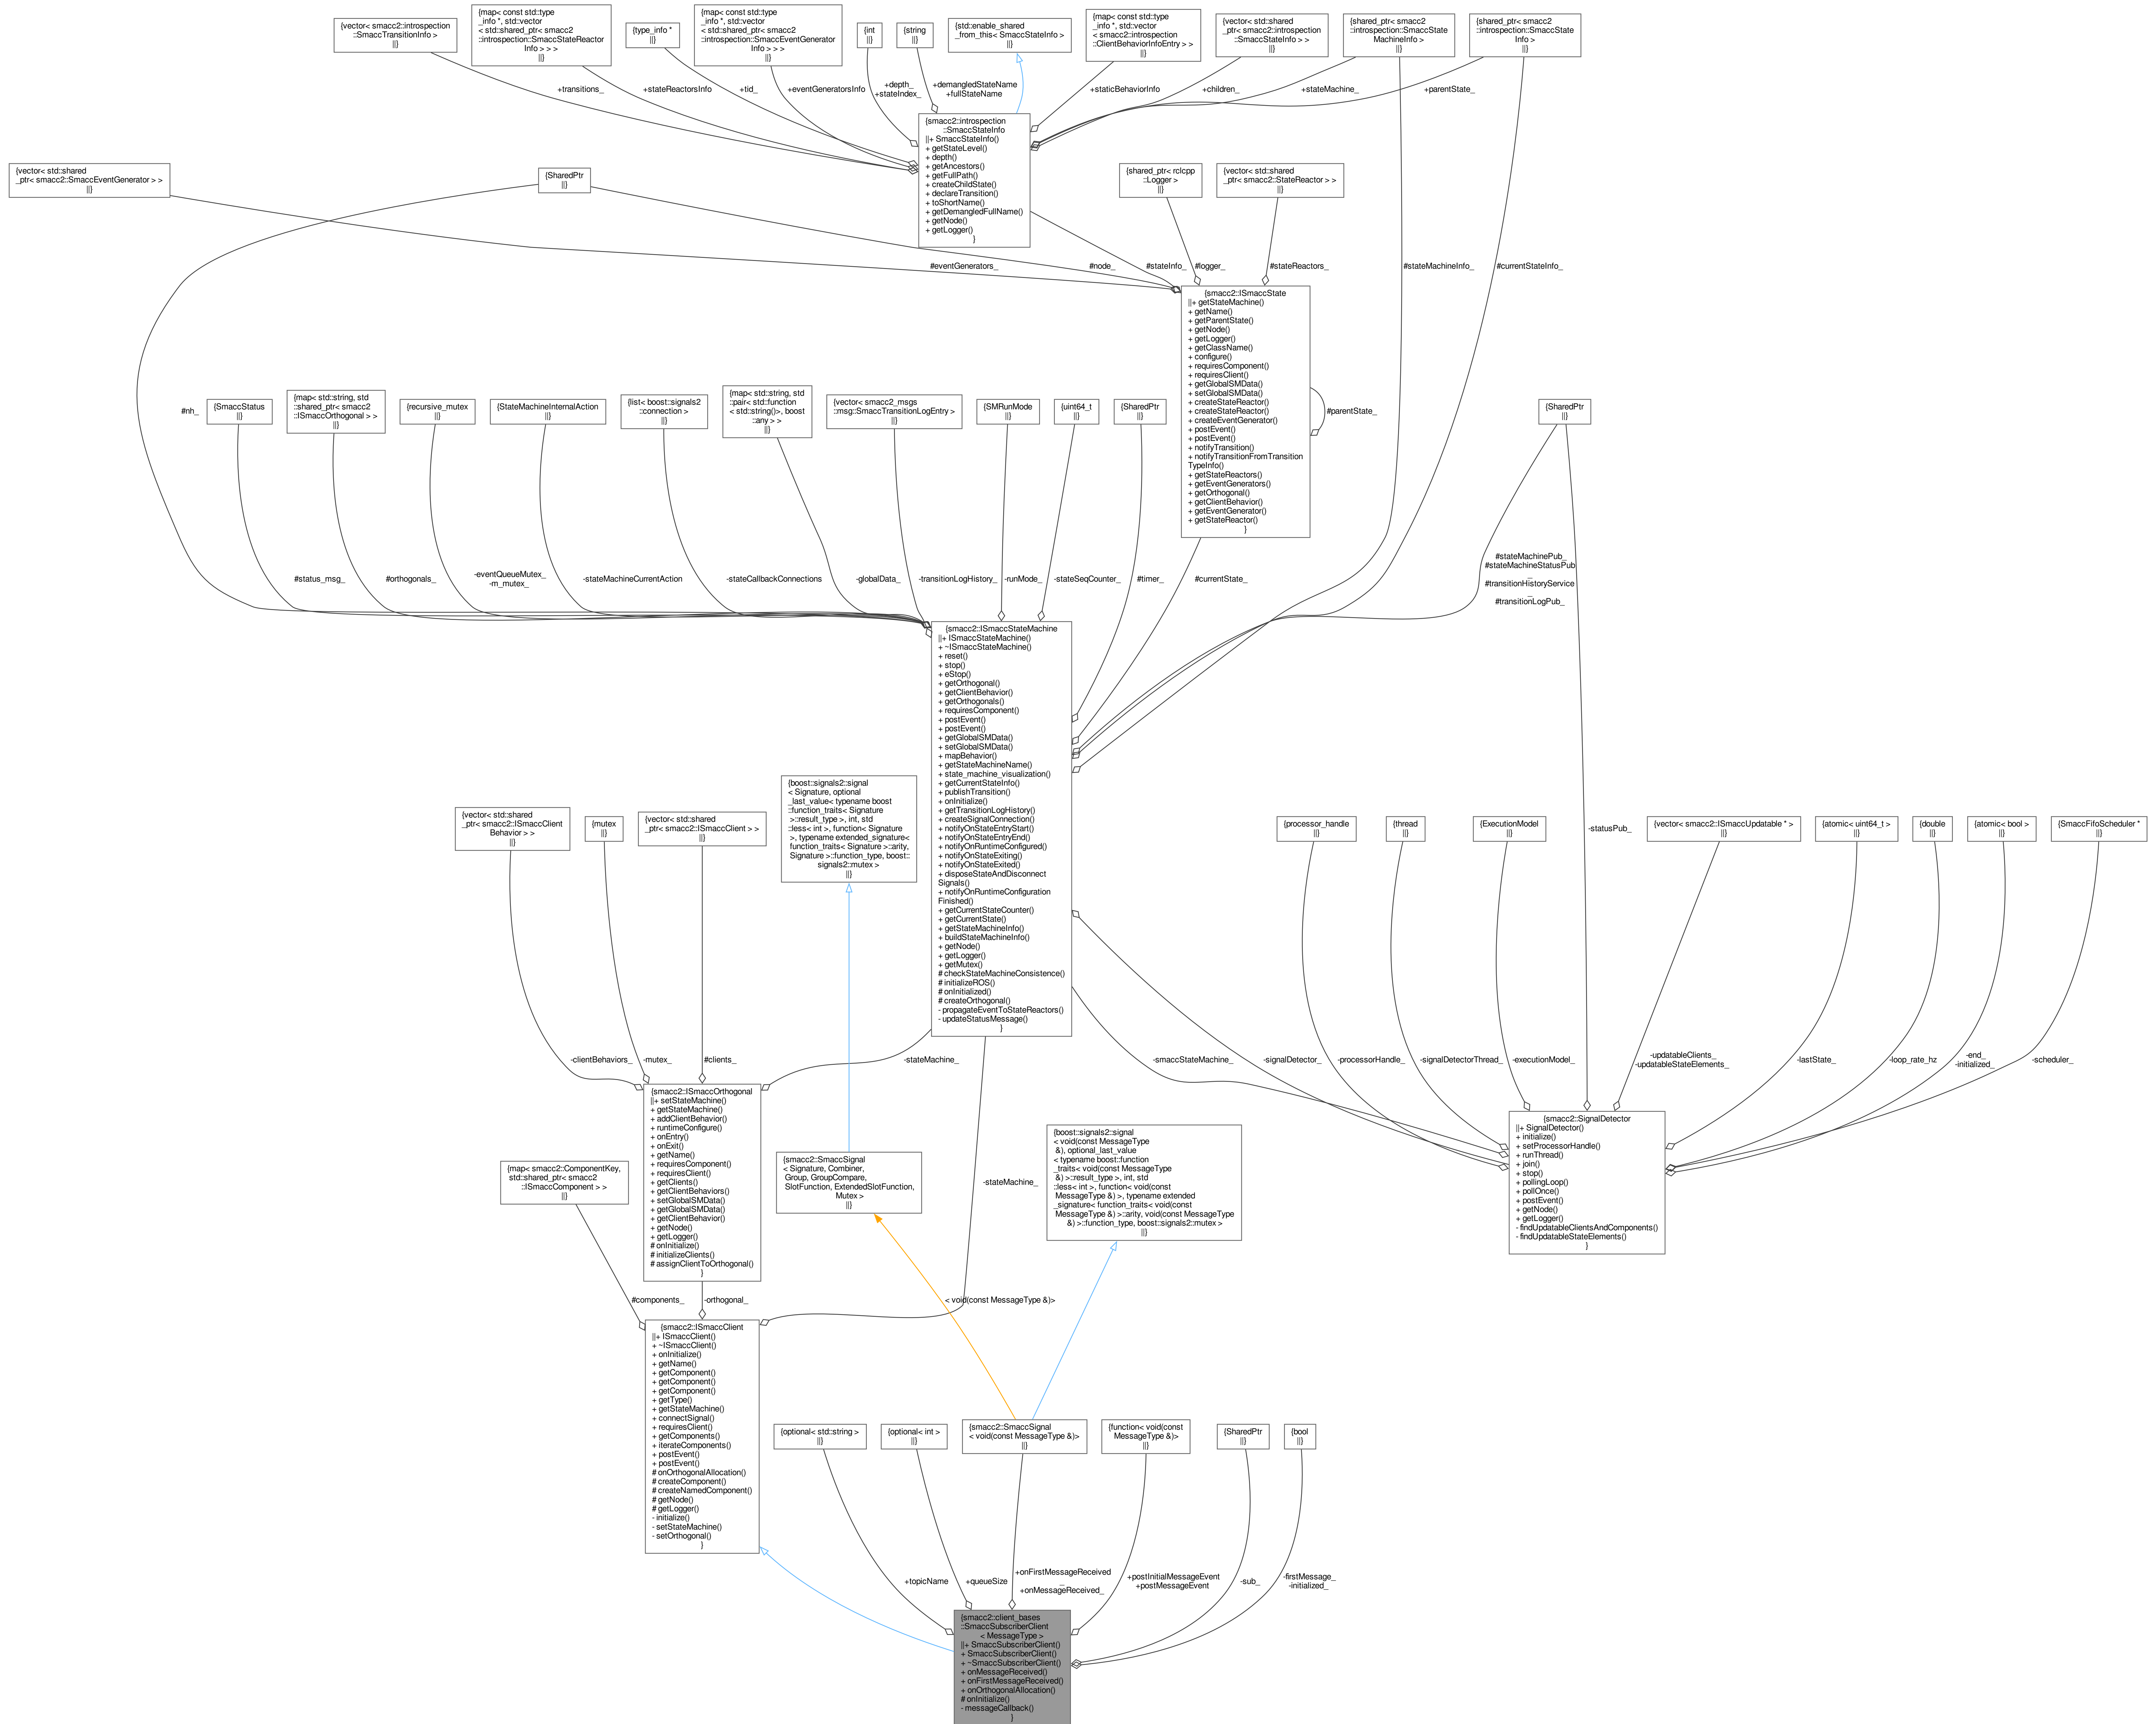 {vector< smacc2::introspection
::SmaccTransitionInfo >
||}
{map< const std::type
_info *, std::vector
< std::shared_ptr< smacc2
::introspection::SmaccStateReactor
Info > > >
||}
{type_info *
||}
{map< const std::type
_info *, std::vector
< std::shared_ptr< smacc2
::introspection::SmaccEventGenerator
Info > > >
||}
{int
||}
{string
||}
{std::enable_shared
_from_this< SmaccStateInfo >
||}
{map< const std::type
_info *, std::vector
< smacc2::introspection
::ClientBehaviorInfoEntry > >
||}
{vector< std::shared
_ptr< smacc2::introspection
::SmaccStateInfo > >
||}
{shared_ptr< smacc2
::introspection::SmaccState
MachineInfo >
||}
{shared_ptr< smacc2
::introspection::SmaccState
Info >
||}
+transitions_
+stateReactorsInfo
+tid_
+eventGeneratorsInfo
+depth_
+stateIndex_
+demangledStateName
+fullStateName
+staticBehaviorInfo
+children_
+stateMachine_
+parentState_
{smacc2::introspection
::SmaccStateInfo
||+ SmaccStateInfo()
+ getStateLevel()
+ depth()
+ getAncestors()
+ getFullPath()
+ createChildState()
+ declareTransition()
+ toShortName()
+ getDemangledFullName()
+ getNode()
+ getLogger()
}
{vector< std::shared
_ptr< smacc2::SmaccEventGenerator > >
||}
{SharedPtr
||}
{shared_ptr< rclcpp
::Logger >
||}
{vector< std::shared
_ptr< smacc2::StateReactor > >
||}
#eventGenerators_
#node_
#stateInfo_
#logger_
#stateReactors_
#stateMachineInfo_
#currentStateInfo_
{smacc2::ISmaccState
||+ getStateMachine()
+ getName()
+ getParentState()
+ getNode()
+ getLogger()
+ getClassName()
+ configure()
+ requiresComponent()
+ requiresClient()
+ getGlobalSMData()
+ setGlobalSMData()
+ createStateReactor()
+ createStateReactor()
+ createEventGenerator()
+ postEvent()
+ postEvent()
+ notifyTransition()
+ notifyTransitionFromTransition
TypeInfo()
+ getStateReactors()
+ getEventGenerators()
+ getOrthogonal()
+ getClientBehavior()
+ getEventGenerator()
+ getStateReactor()
}
#parentState_
#nh_
{SmaccStatus
||}
{map< std::string, std
::shared_ptr< smacc2
::ISmaccOrthogonal > >
||}
{recursive_mutex
||}
{StateMachineInternalAction
||}
{list< boost::signals2
::connection >
||}
{map< std::string, std
::pair< std::function
< std::string()>, boost
::any > >
||}
{vector< smacc2_msgs
::msg::SmaccTransitionLogEntry >
||}
{SMRunMode
||}
{uint64_t
||}
{SharedPtr
||}
{SharedPtr
||}
#status_msg_
#orthogonals_
-eventQueueMutex_
-m_mutex_
-stateMachineCurrentAction
-stateCallbackConnections
-globalData_
-transitionLogHistory_
-runMode_
-stateSeqCounter_
#timer_
#currentState_
#stateMachinePub_
#stateMachineStatusPub
_
#transitionHistoryService
_
#transitionLogPub_
{smacc2::ISmaccStateMachine
||+ ISmaccStateMachine()
+ ~ISmaccStateMachine()
+ reset()
+ stop()
+ eStop()
+ getOrthogonal()
+ getClientBehavior()
+ getOrthogonals()
+ requiresComponent()
+ postEvent()
+ postEvent()
+ getGlobalSMData()
+ setGlobalSMData()
+ mapBehavior()
+ getStateMachineName()
+ state_machine_visualization()
+ getCurrentStateInfo()
+ publishTransition()
+ onInitialize()
+ getTransitionLogHistory()
+ createSignalConnection()
+ notifyOnStateEntryStart()
+ notifyOnStateEntryEnd()
+ notifyOnRuntimeConfigured()
+ notifyOnStateExiting()
+ notifyOnStateExited()
+ disposeStateAndDisconnect
Signals()
+ notifyOnRuntimeConfiguration
Finished()
+ getCurrentStateCounter()
+ getCurrentState()
+ getStateMachineInfo()
+ buildStateMachineInfo()
+ getNode()
+ getLogger()
+ getMutex()
# checkStateMachineConsistence()
# initializeROS()
# onInitialized()
# createOrthogonal()
- propagateEventToStateReactors()
- updateStatusMessage()
}
{vector< std::shared
_ptr< smacc2::ISmaccClient
Behavior > >
||}
{mutex
||}
{vector< std::shared
_ptr< smacc2::ISmaccClient > >
||}
{boost::signals2::signal
< Signature, optional
_last_value< typename boost
::function_traits< Signature
>::result_type >, int, std
::less< int >, function< Signature
>, typename extended_signature<
function_traits< Signature >::arity,
Signature >::function_type, boost::
signals2::mutex >
||}
{processor_handle
||}
{thread
||}
{ExecutionModel
||}
-statusPub_
{vector< smacc2::ISmaccUpdatable * >
||}
{atomic< uint64_t >
||}
{double
||}
{atomic< bool >
||}
{SmaccFifoScheduler *
||}
-clientBehaviors_
-mutex_
#clients_
-stateMachine_
-smaccStateMachine_
-signalDetector_
-processorHandle_
-signalDetectorThread_
-executionModel_
-updatableClients_
-updatableStateElements_
-lastState_
-loop_rate_hz
-end_
-initialized_
-scheduler_
{smacc2::ISmaccOrthogonal
||+ setStateMachine()
+ getStateMachine()
+ addClientBehavior()
+ runtimeConfigure()
+ onEntry()
+ onExit()
+ getName()
+ requiresComponent()
+ requiresClient()
+ getClients()
+ getClientBehaviors()
+ setGlobalSMData()
+ getGlobalSMData()
+ getClientBehavior()
+ getNode()
+ getLogger()
# onInitialize()
# initializeClients()
# assignClientToOrthogonal()
}
{smacc2::SignalDetector
||+ SignalDetector()
+ initialize()
+ setProcessorHandle()
+ runThread()
+ join()
+ stop()
+ pollingLoop()
+ pollOnce()
+ postEvent()
+ getNode()
+ getLogger()
- findUpdatableClientsAndComponents()
- findUpdatableStateElements()
}
{map< smacc2::ComponentKey,
std::shared_ptr< smacc2
::ISmaccComponent > >
||}
{smacc2::SmaccSignal
< Signature, Combiner,
Group, GroupCompare,
SlotFunction, ExtendedSlotFunction,
Mutex >
||}
-stateMachine_
{boost::signals2::signal
< void(const MessageType
&), optional_last_value
< typename boost::function
_traits< void(const MessageType
&) >::result_type >, int, std
::less< int >, function< void(const
MessageType &) >, typename extended
_signature< function_traits< void(const
MessageType &) >::arity, void(const MessageType
&) >::function_type, boost::signals2::mutex >
||}
#components_
-orthogonal_
< void(const MessageType &)>
{smacc2::ISmaccClient
||+ ISmaccClient()
+ ~ISmaccClient()
+ onInitialize()
+ getName()
+ getComponent()
+ getComponent()
+ getComponent()
+ getType()
+ getStateMachine()
+ connectSignal()
+ requiresClient()
+ getComponents()
+ iterateComponents()
+ postEvent()
+ postEvent()
# onOrthogonalAllocation()
# createComponent()
# createNamedComponent()
# getNode()
# getLogger()
- initialize()
- setStateMachine()
- setOrthogonal()
}
{optional< std::string >
||}
{optional< int >
||}
{smacc2::SmaccSignal
< void(const MessageType &)>
||}
{function< void(const
MessageType &)>
||}
{SharedPtr
||}
{bool
||}
+topicName
+queueSize
+onFirstMessageReceived
_
+onMessageReceived_
+postInitialMessageEvent
+postMessageEvent
-sub_
-firstMessage_
-initialized_
{smacc2::client_bases
::SmaccSubscriberClient
< MessageType >
||+ SmaccSubscriberClient()
+ SmaccSubscriberClient()
+ ~SmaccSubscriberClient()
+ onMessageReceived()
+ onFirstMessageReceived()
+ onOrthogonalAllocation()
# onInitialize()
- messageCallback()
}